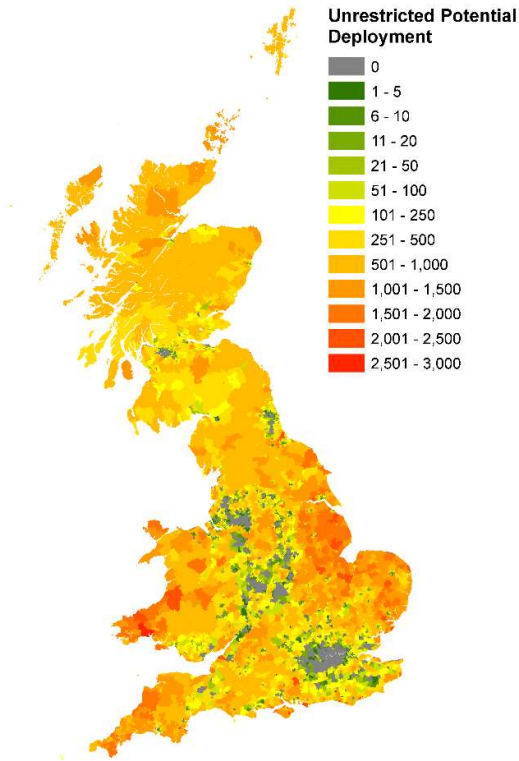 Unrestricted Potential
Deployment
0
1 - 5
6 - 10
11 - 20
21 - 50
51 - 100
101 - 250
251 - 500
501 - 1,000
1,001 - 1,500
1,501 - 2,000
2,001 - 2,500
2,501 - 3,000